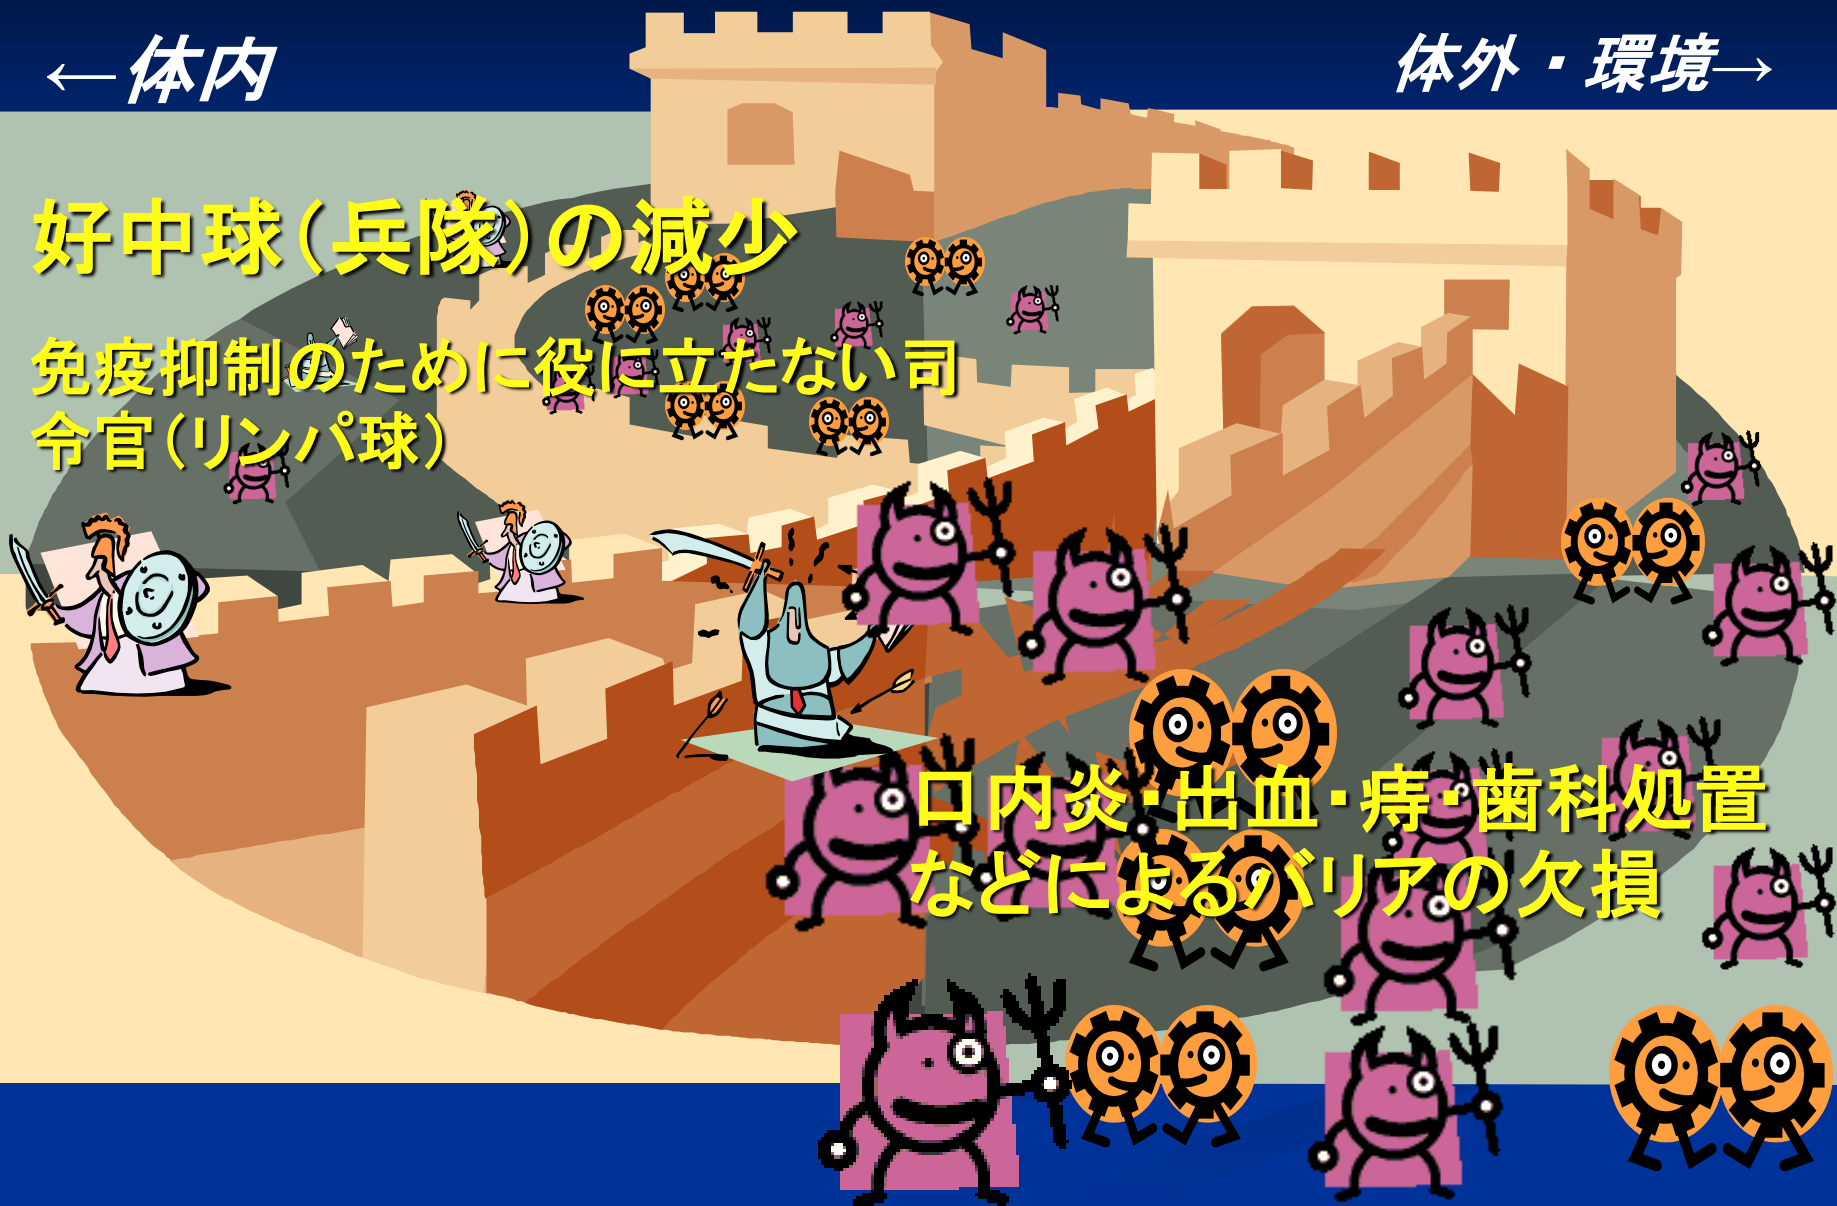 ←体内
体外・環境→
好中球（兵隊）の減少
免疫抑制のために役に立たない司
令官（リンパ球）
口内炎・出血・痔・歯科処置
などによるバリアの欠損